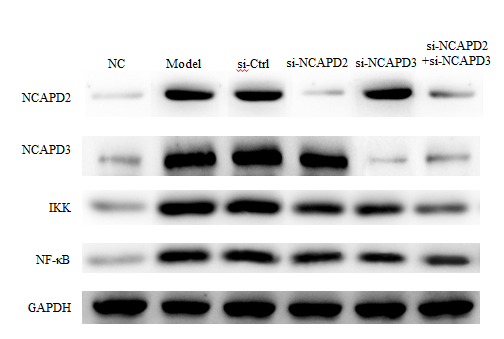 NC Model si-Ctrl si-NCAPD2 si-NCAPD3 si-NCAPD2
+si-NCAPD3
NCAPD2
NCAPD3
IKK
NF-κB
GAPDH